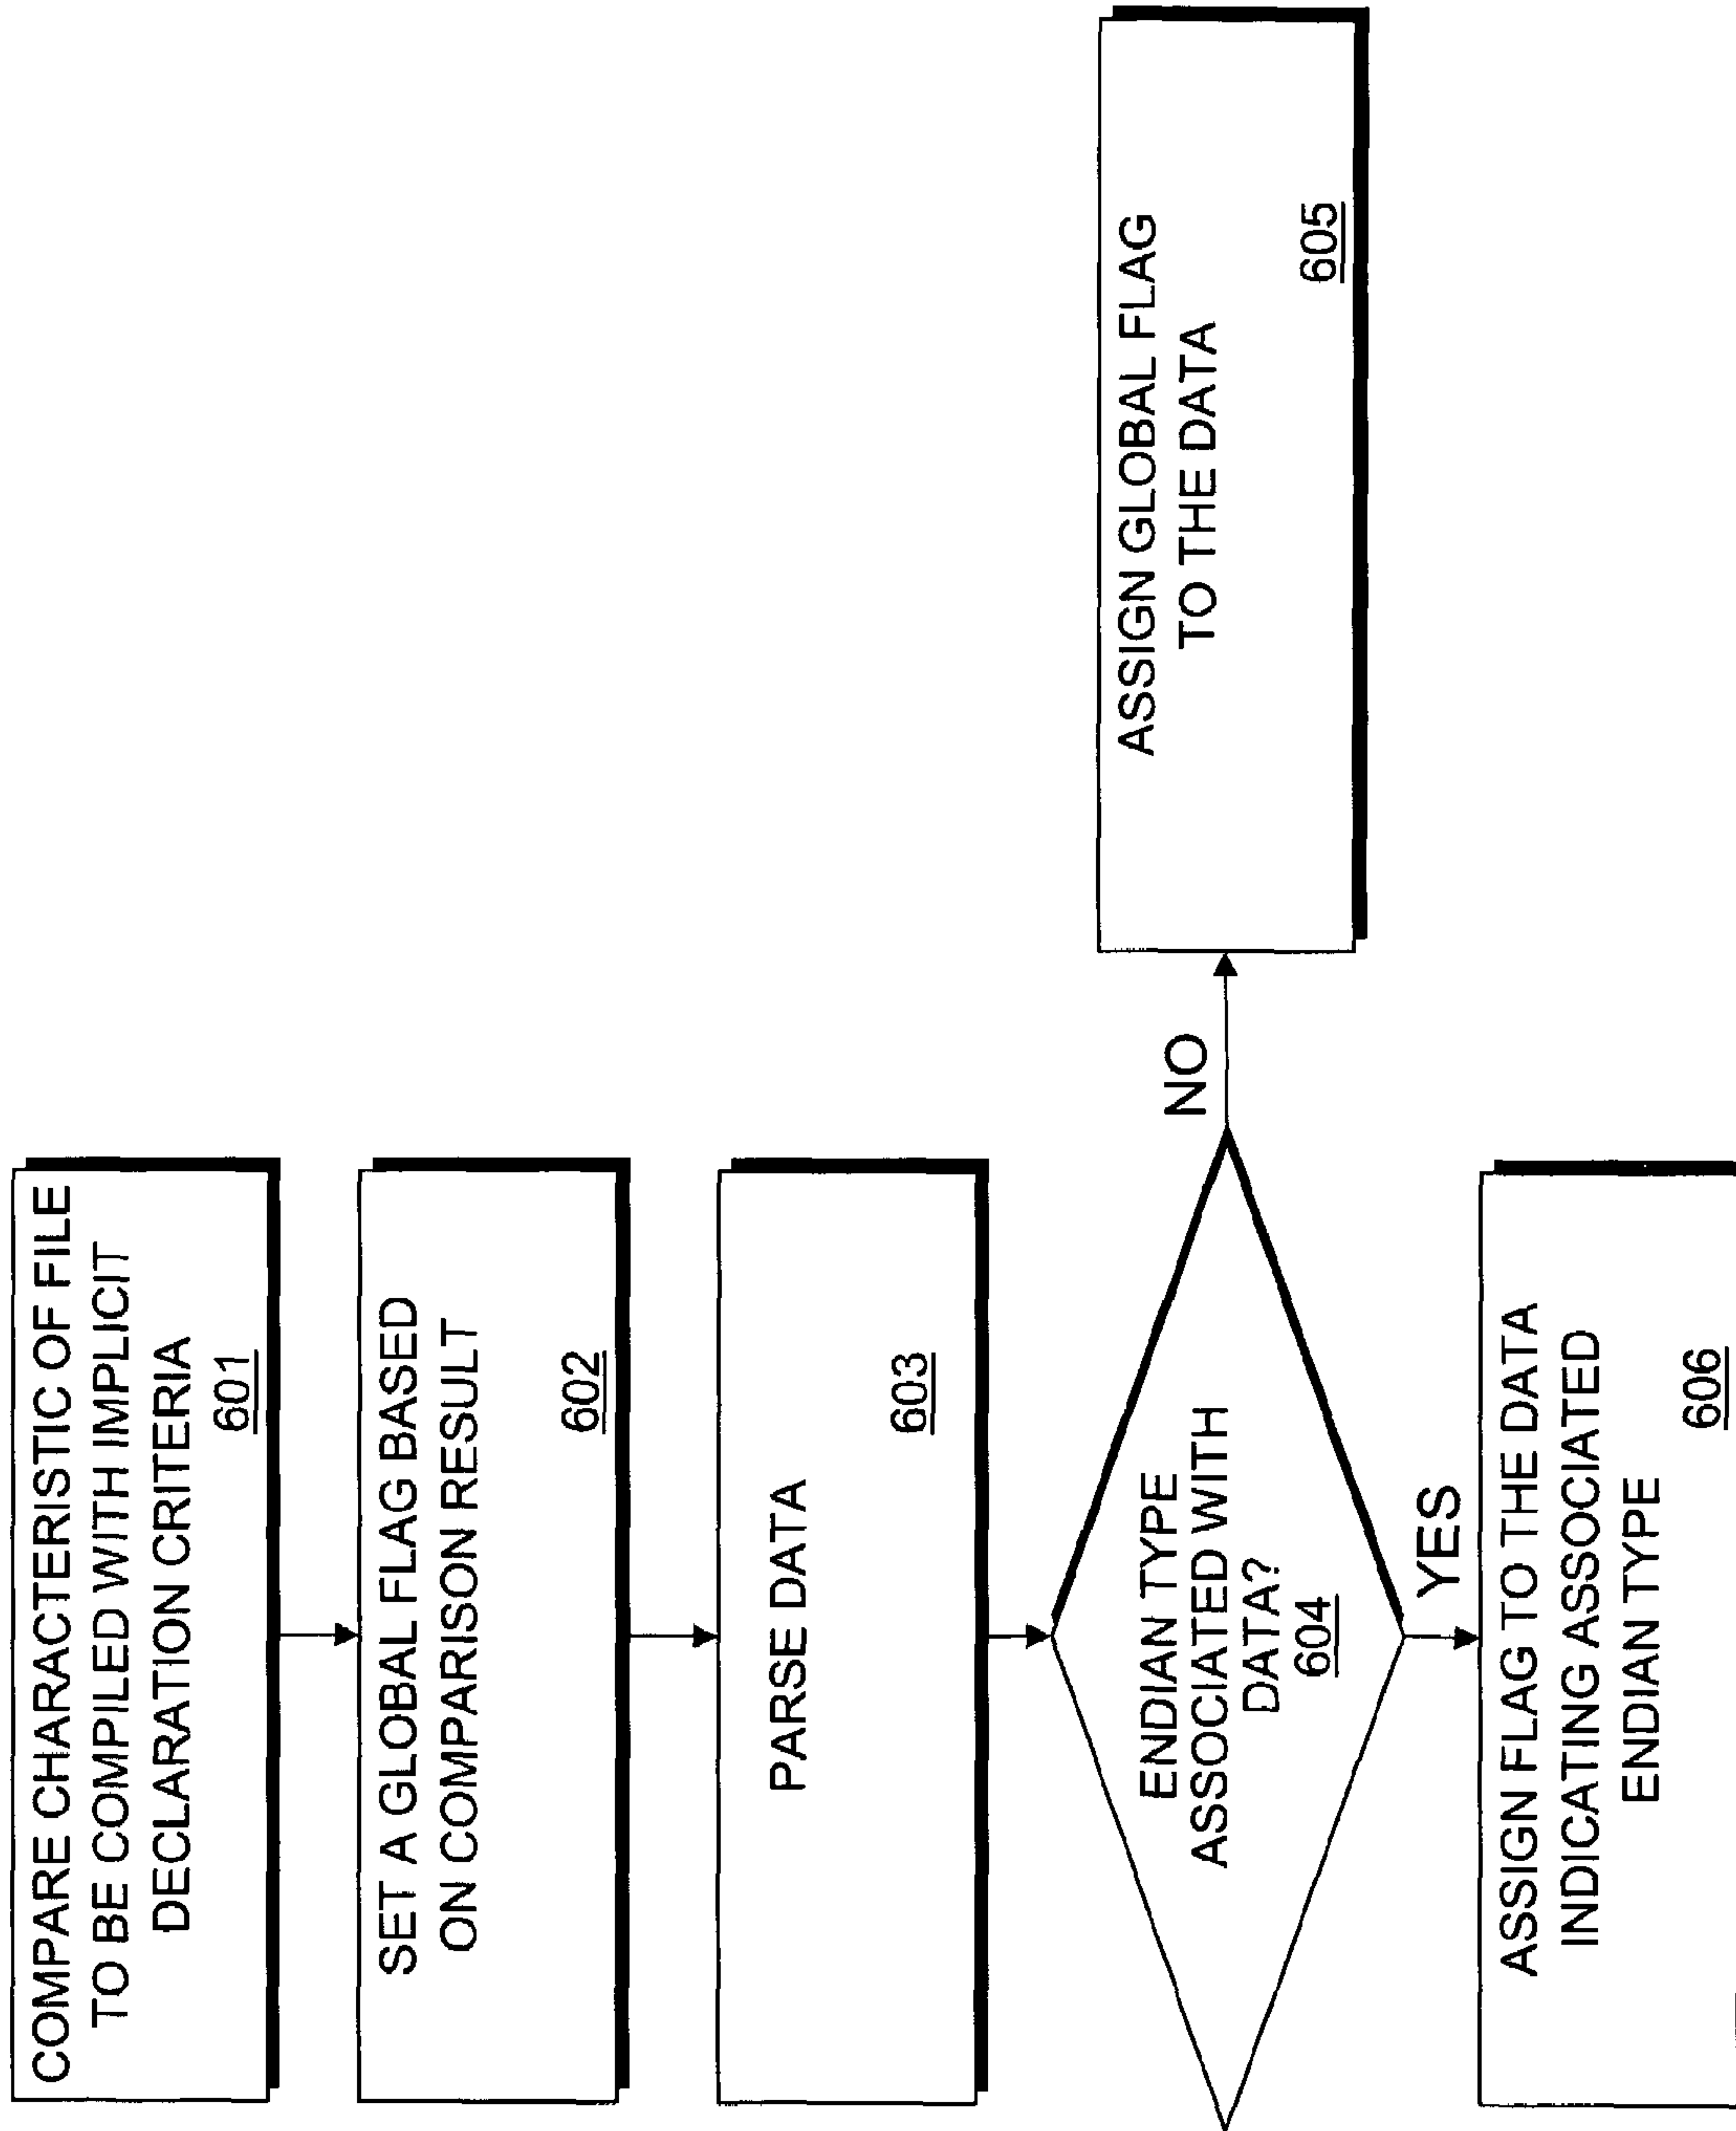 COMPARE CHARACTERISTIC OF FILE
TO BE COMPILED WITH IMPLICIT
DECLARATION CRITERIA
601
SET A GLOBAL FLAG BASED
ON COMPARISON RESULT
602
PARSE DATA
603
ENDIAN TYPE
ASSOCIATED WITH
DATA?
604
NO
ASSIGN GLOBAL FLAG
TO THE DATA
605
YES
ASSIGN FLAG TO THE DATA
INDICATING ASSOCIATED
ENDIAN TYPE
606